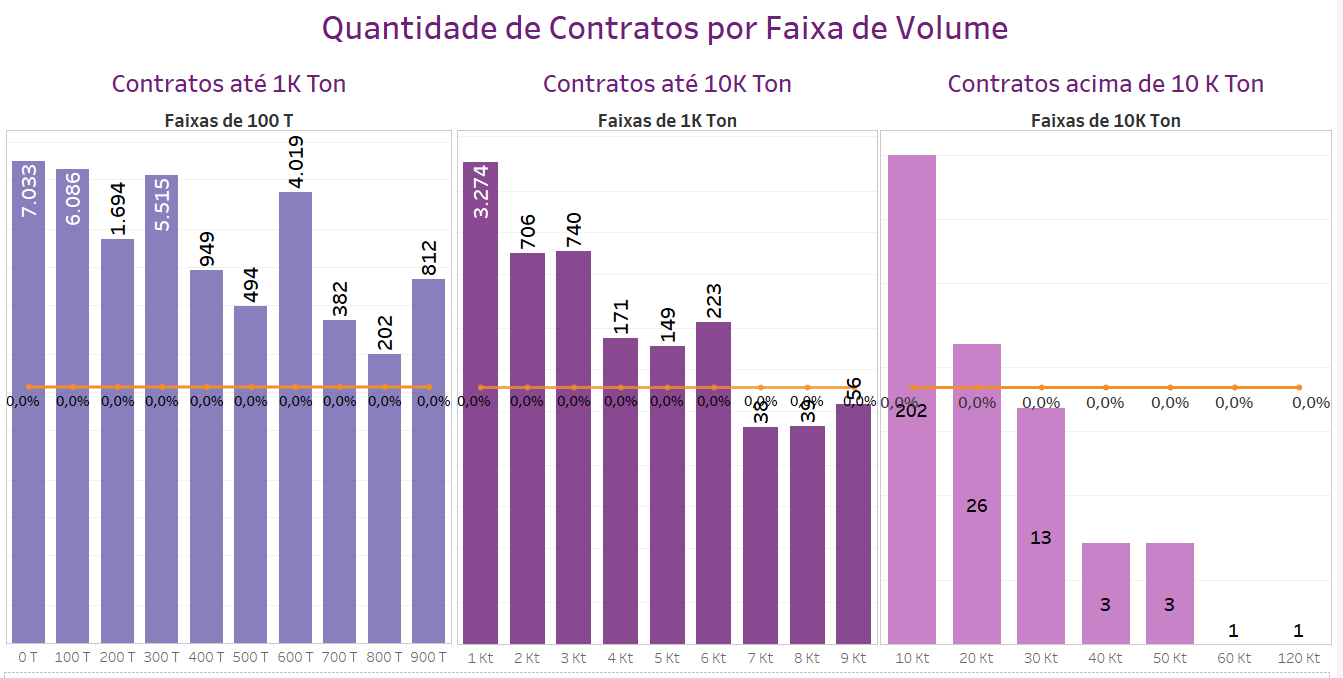 Quantidade de Contratos por Faixa de Volume
Contratos até 1K Ton
Faixas de 100 T
7.033
6.086
1.694
5.515
949
494
4.019
382
202
812
0,0% 0,0% 0,0% 0,0% 0,0% 0,0% 0,0% 0,0% 0,0% 0,0%
0 T 100 T 200 T 300 T 400 T 500 T 600 T 700 T 800 T 900 T
Contratos até 10K Ton
Faixas de 1K Ton
3.274
706
740
171
149
223
38
39
56
0,0% 0,0% 0,0% 0,0% 0,0% 0,0% 0,0% 0,0% 0,0%
1 Kt 2 Kt 3 Kt 4 Kt 5 Kt 6 Kt 7 Kt 8 Kt 9 Kt
Contratos acima de 10 K Ton
Faixas de 10K Ton
0,0% 0,0% 0,0% 0,0% 0,0% 0,0% 0,0%
202
26
13
3
3
1
1
10 Kt 20 Kt 30 Kt 40 Kt 50 Kt 60 Kt 120 Kt